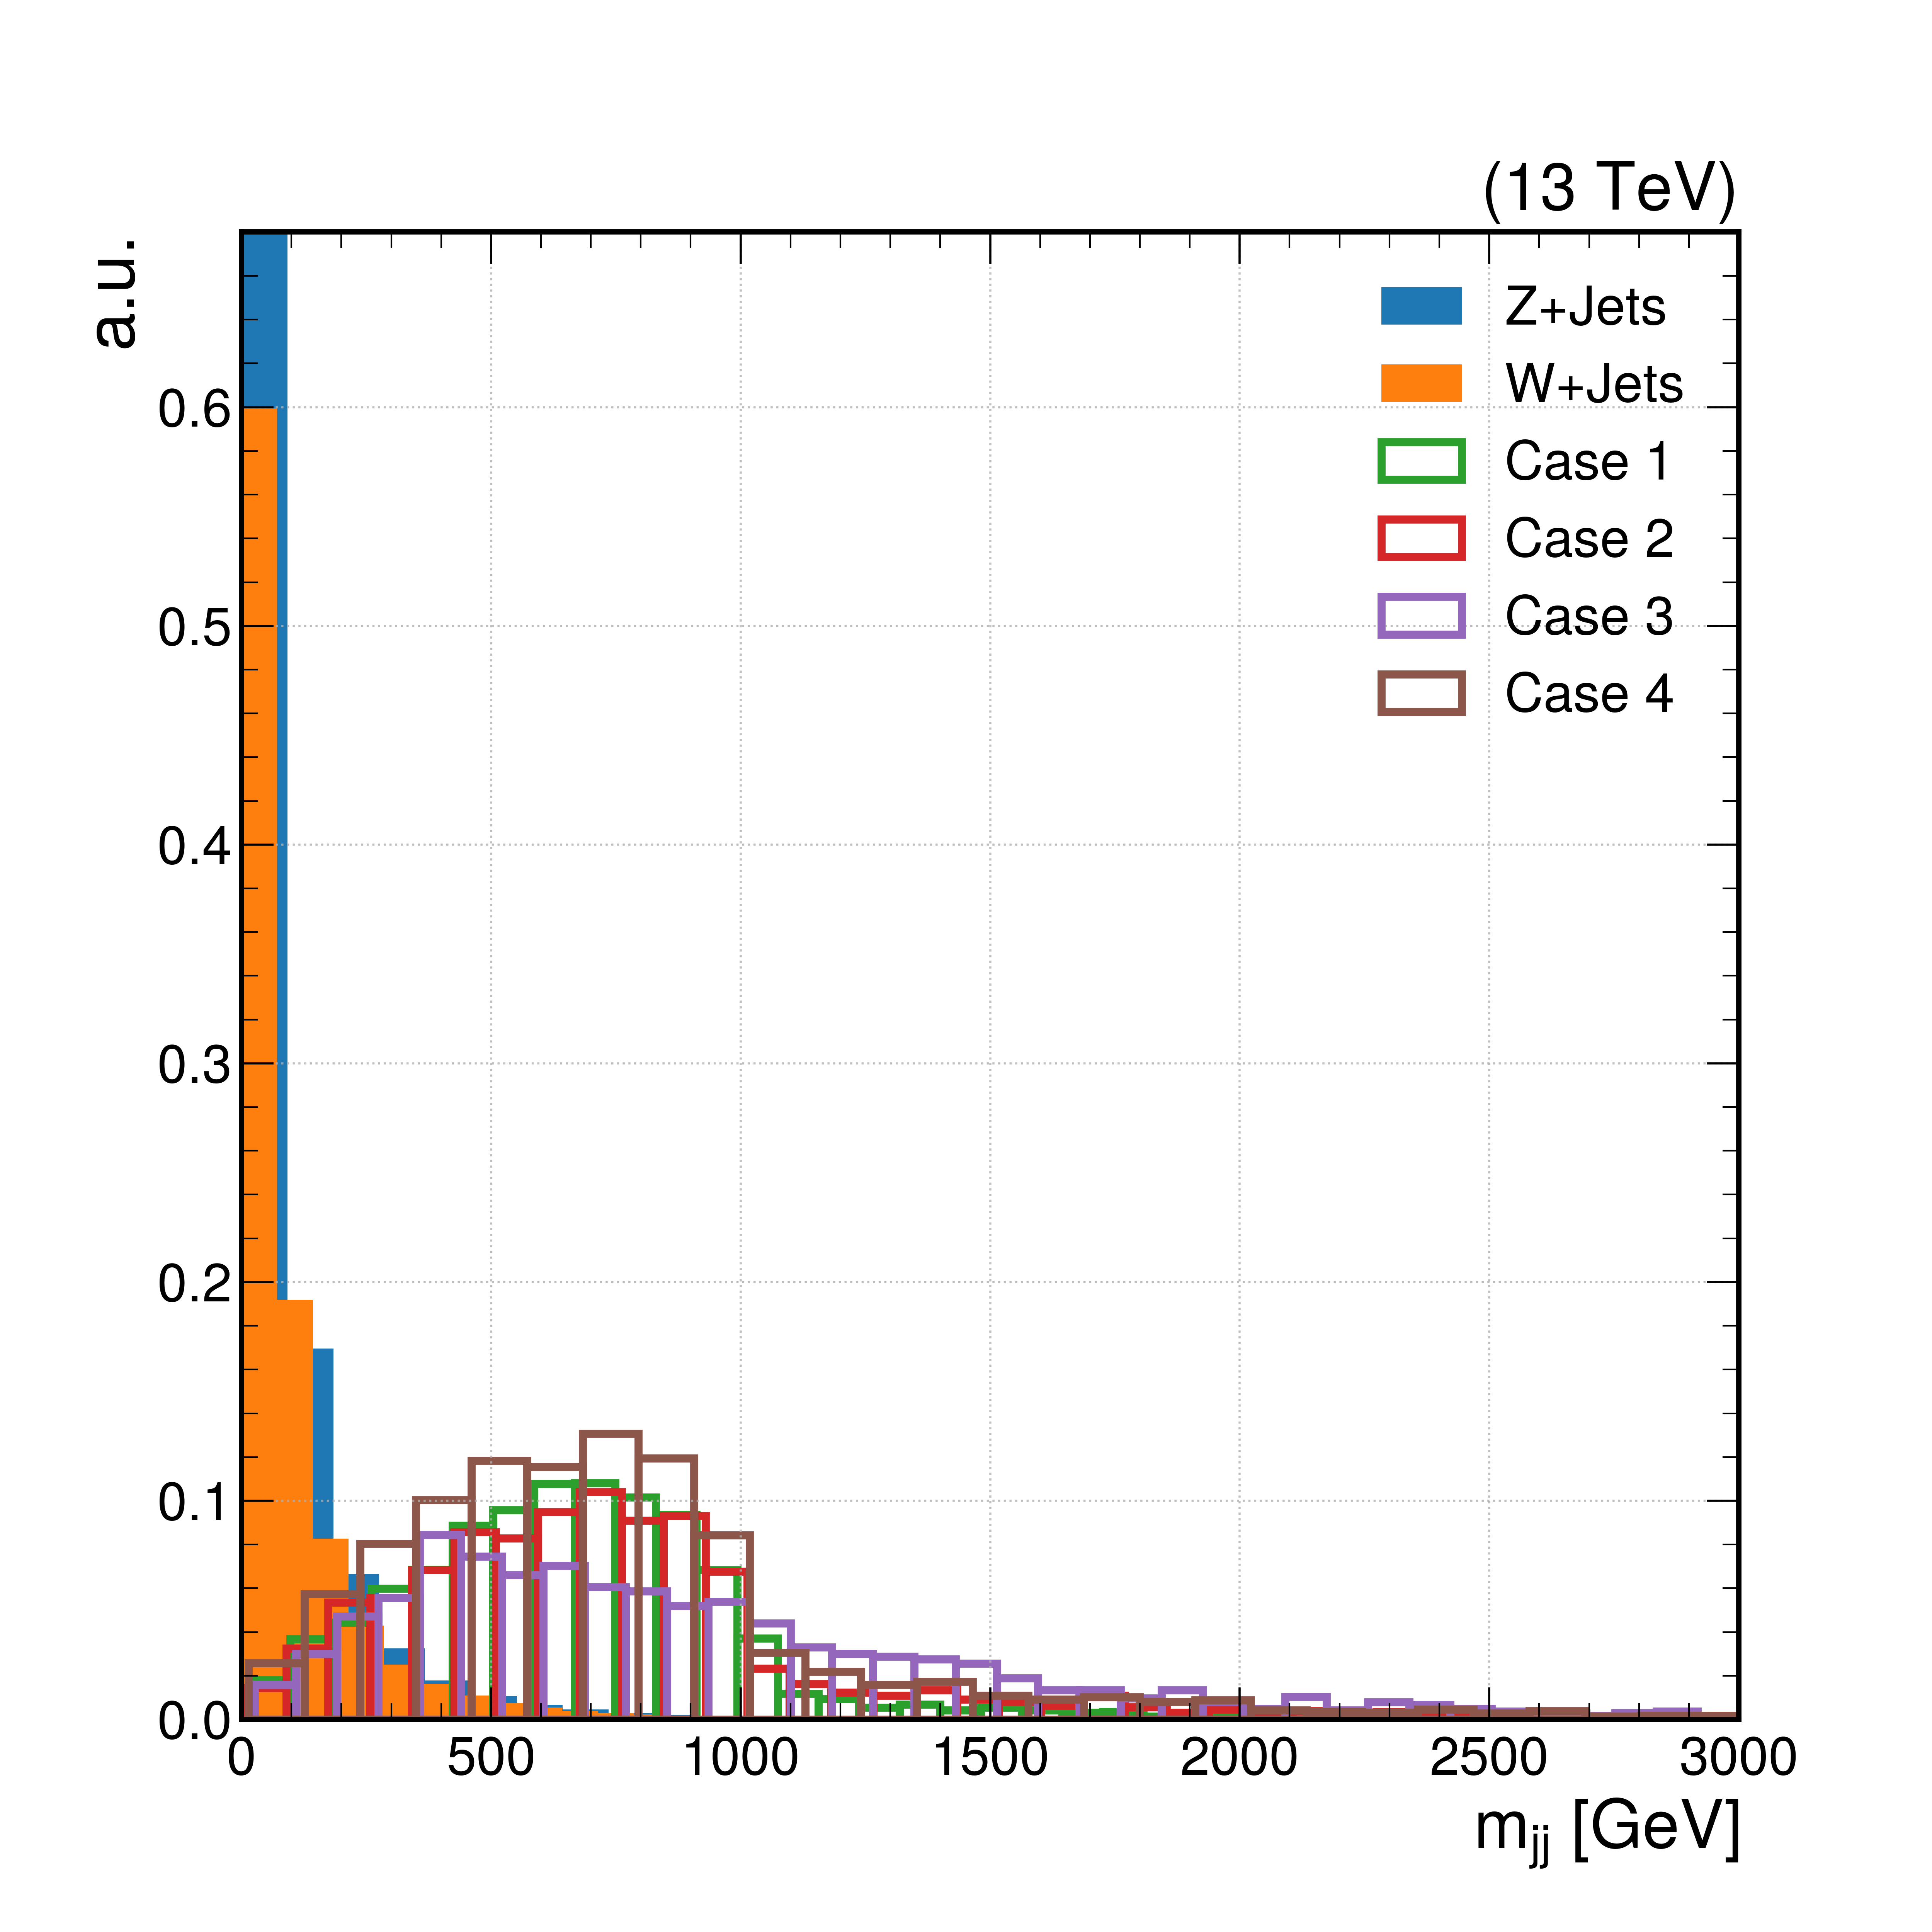 (13 TeV)
a.u.
Z+Jets
W+Jets
Case 1
Case 2
Case 3
Case 4
0.6
0.5
0.4
0.3
0.2
0.1
0.0
0 500 1000 1500 2000 2500 3000
m_jj [GeV]